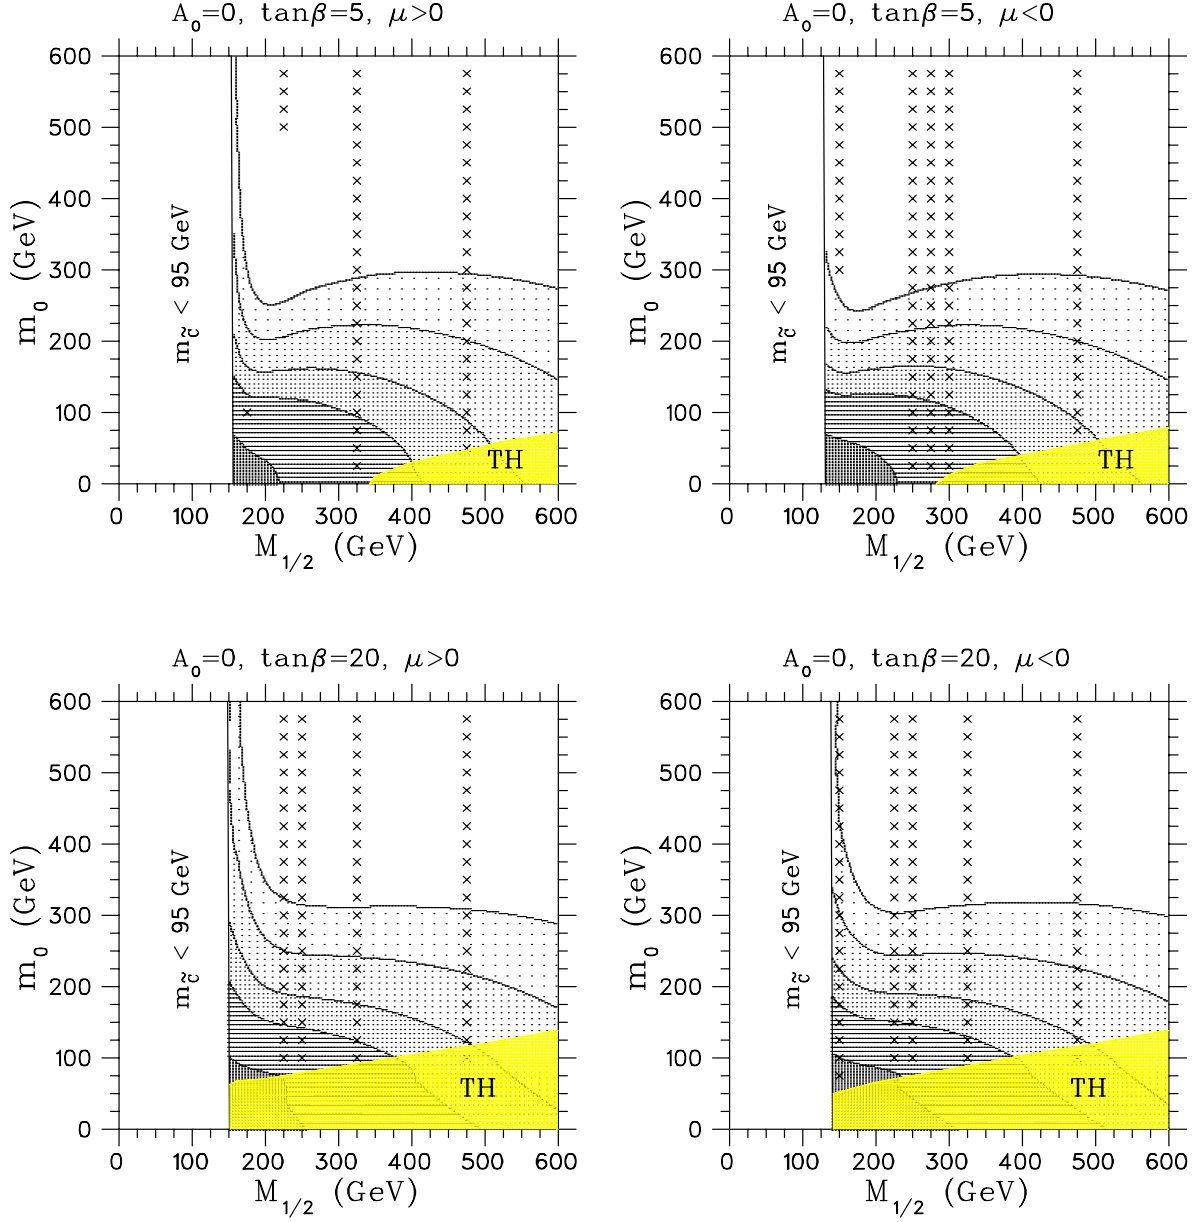 A₀=0, tanβ=5, μ>0
600
500
400
300
200
100
0
m₀ (GeV)
m_c̃ < 95 GeV
TH
0 100 200 300 400 500 600
M₁/₂ (GeV)
A₀=0, tanβ=5, μ<0
600
500
400
300
200
100
0
m₀ (GeV)
m_c̃ < 95 GeV
TH
0 100 200 300 400 500 600
M₁/₂ (GeV)
A₀=0, tanβ=20, μ>0
600
500
400
300
200
100
0
m₀ (GeV)
m_c̃ < 95 GeV
TH
0 100 200 300 400 500 600
M₁/₂ (GeV)
A₀=0, tanβ=20, μ<0
600
500
400
300
200
100
0
m₀ (GeV)
m_c̃ < 95 GeV
TH
0 100 200 300 400 500 600
M₁/₂ (GeV)